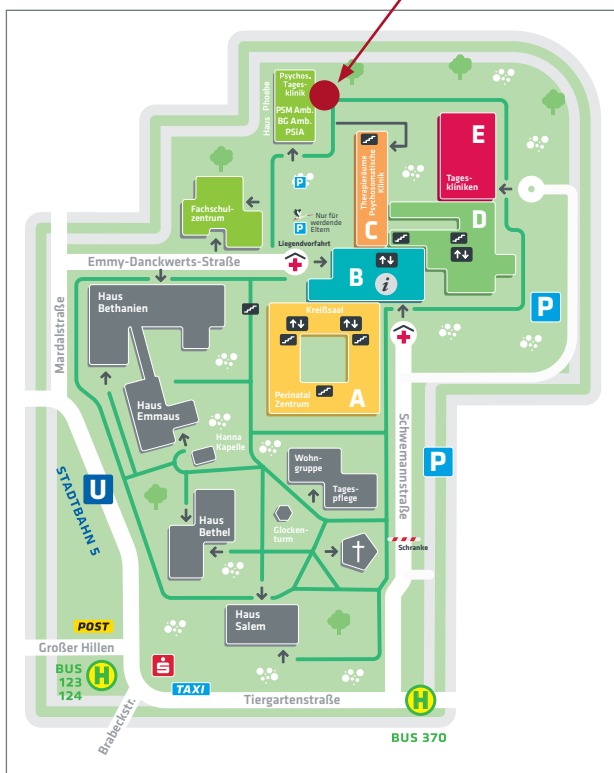 Psychos.
Tages-
klinik
PSM Amb.
BG Amb.
PSIA
Haus Phoebe
E
Tages-
kliniken
Therapieräume
Psychosomatische
Klinik
C
D
P
Nur für
werdende
Eltern
P
Fachschul-
zentrum
Liegendvorfahrt
Emmy-Danckwerts-Straße
B
i
Mardalstraße
Haus
Bethanien
Kreißsaal
P
Perinatal
Zentrum
A
Haus
Emmaus
Hanna
Kapelle
Schwemannstraße
Wohn-
gruppe
Tages-
pflege
P
U
STADTBAHN 5
Haus
Bethel
Glocken-
turm
Schranke
Haus
Salem
POST
Großer Hillen
BUS
123
124
H
S
TAXI
Tiergartenstraße
H
Brabeckstr.
BUS 370